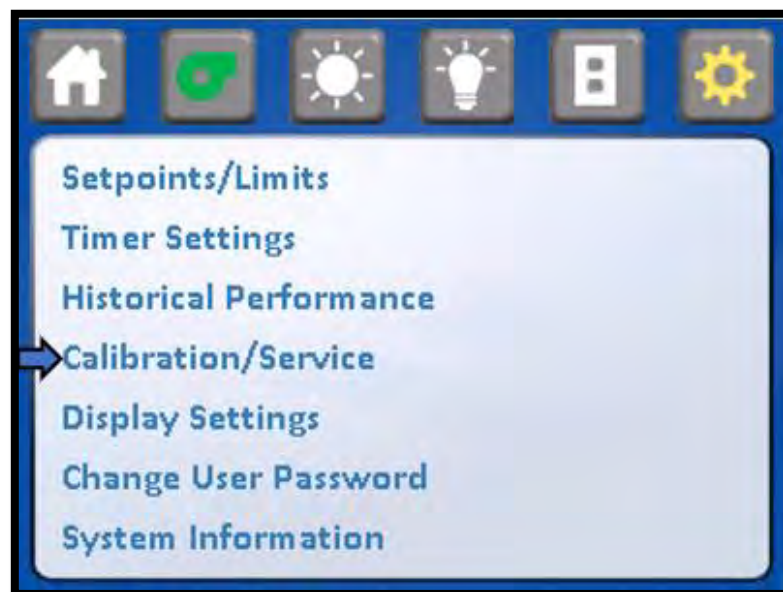 Setpoints/Limits
Timer Settings
Historical Performance
Calibration/Service
Display Settings
Change User Password
System Information